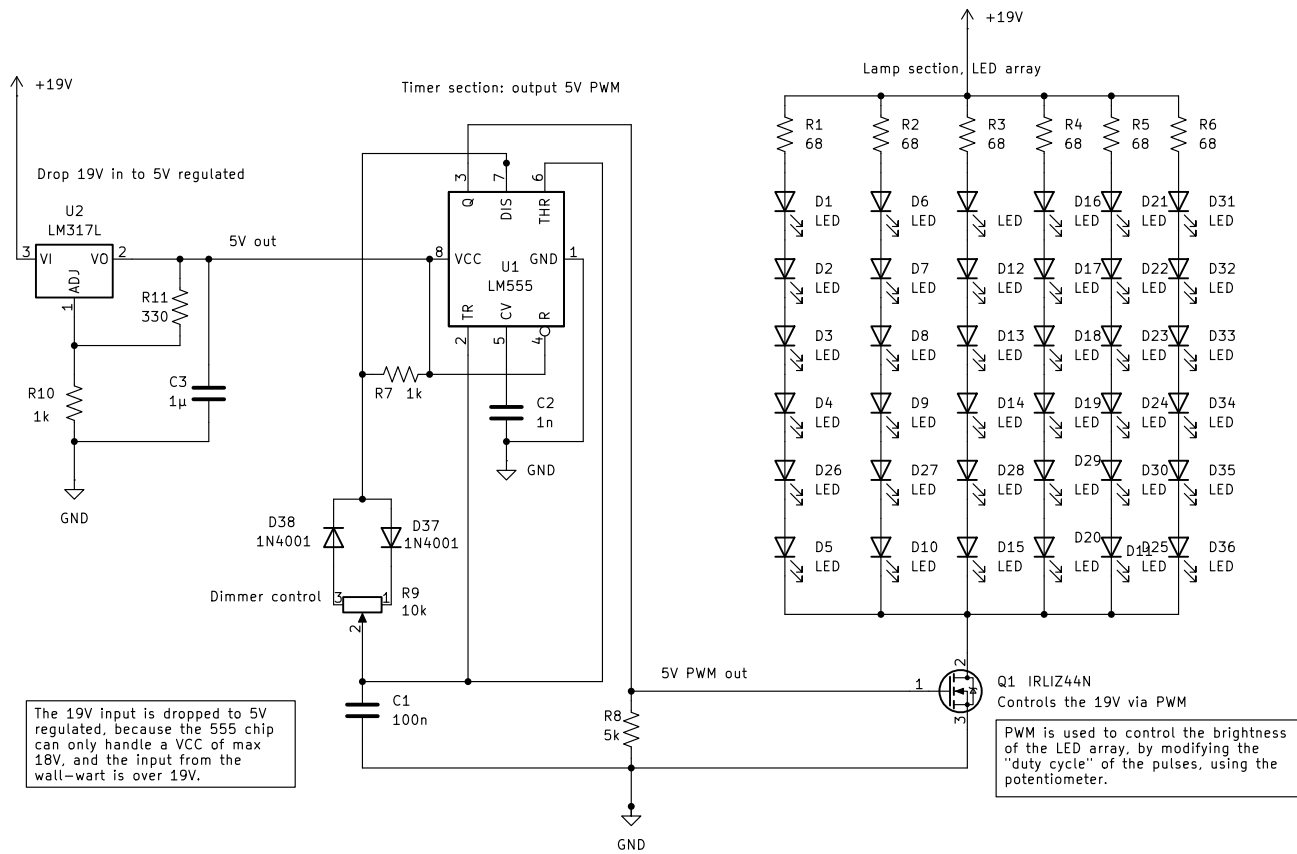 +19V
+19V
Lamp section, LED array
Timer section: output 5V PWM
Drop 19V in to 5V regulated
U2
LM317L
3
VI
VO
2
ADJ
1
5V out
R11
330
R10
1k
C3
1µ
GND
3
7
6
Q
DIS
THR
8
VCC
GND
1
U1
LM555
TR
CV
R
2
5
4
R7
1k
C2
1n
GND
D38
1N4001
D37
1N4001
Dimmer control
3
1
R9
10k
2
C1
100n
R8
5k
GND
5V PWM out
R1
68
R2
68
R3
68
R4
68
R5
68
R6
68
D1
LED
D6
LED
LED
D16
LED
D21
LED
D31
LED
D2
LED
D7
LED
D12
LED
D17
LED
D22
LED
D32
LED
D3
LED
D8
LED
D13
LED
D18
LED
D23
LED
D33
LED
D4
LED
D9
LED
D14
LED
D19
LED
D24
LED
D34
LED
D26
LED
D27
LED
D28
LED
D29
LED
D30
LED
D35
LED
D5
LED
D10
LED
D15
LED
D20
LED
D11
D25
LED
D36
LED
1
2
3
Q1 IRLIZ44N
Controls the 19V via PWM
The 19V input is dropped to 5V
regulated, because the 555 chip
can only handle a VCC of max
18V, and the input from the
wall-wart is over 19V.
PWM is used to control the brightness
of the LED array, by modifying the
"duty cycle" of the pulses, using the
potentiometer.